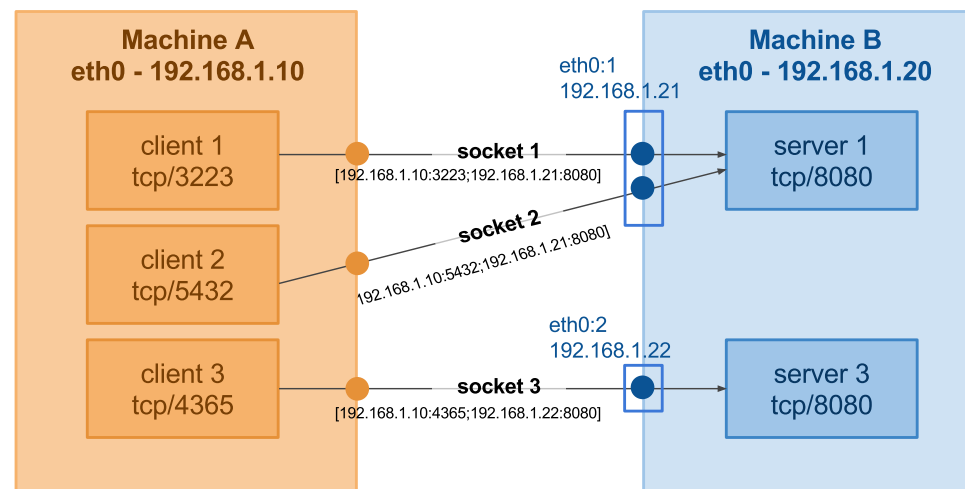 Machine A
eth0 - 192.168.1.10
Machine B
eth0 - 192.168.1.20
eth0:1
192.168.1.21
client 1
tcp/3223
socket 1
[192.168.1.10:3223;192.168.1.21:8080]
server 1
tcp/8080
client 2
tcp/5432
socket 2
192.168.1.10:5432;192.168.1.21:8080]
eth0:2
192.168.1.22
client 3
tcp/4365
socket 3
[192.168.1.10:4365;192.168.1.22:8080]
server 3
tcp/8080